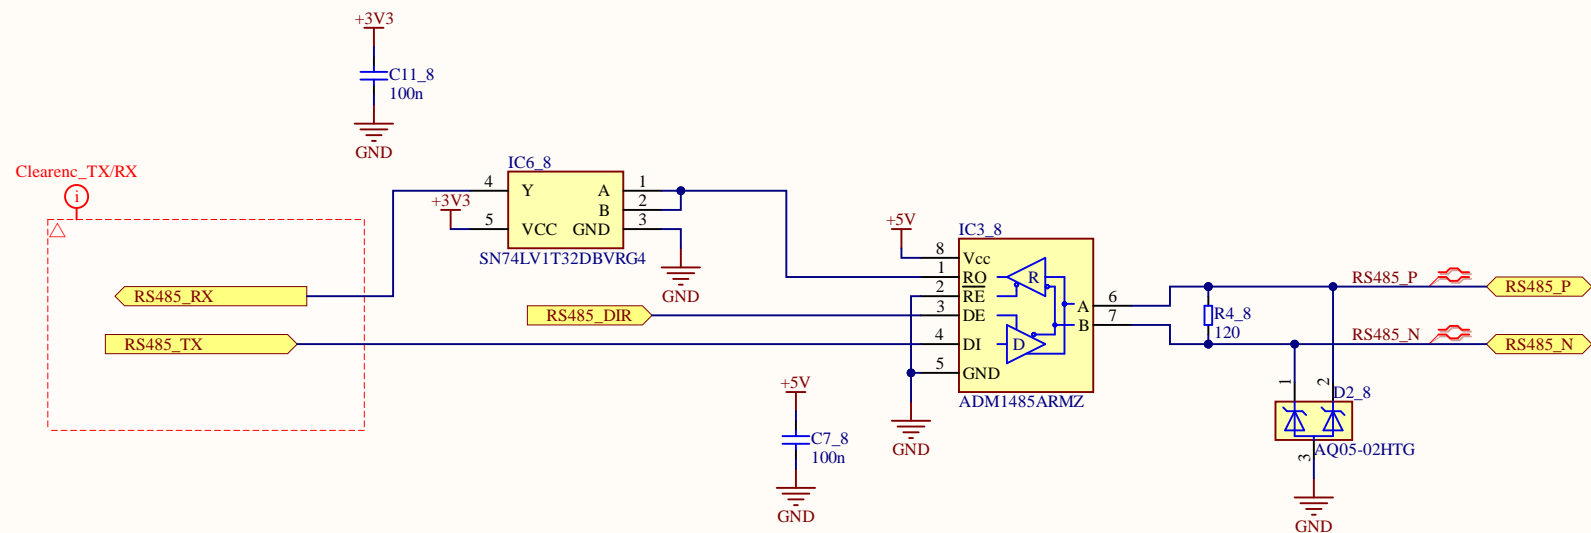 +3V3
C11_8
100n
GND
Clearenc_TX/RX
i
IC6_8
4 Y A 1
B 2
+3V3
5 VCC GND 3
SN74LV1T32DBVRG4
GND
+5V
IC3_8
8 Vcc
1 RO R
2 RE
3 DE
4 DI D
5 GND
A 6
B 7
ADM1485ARMZ
GND
RS485_RX
RS485_DIR
RS485_TX
+5V
C7_8
100n
GND
RS485_P RS485_P
R4_8
120
RS485_N RS485_N
1 2
D2_8
3
AQ05-02HTG
GND